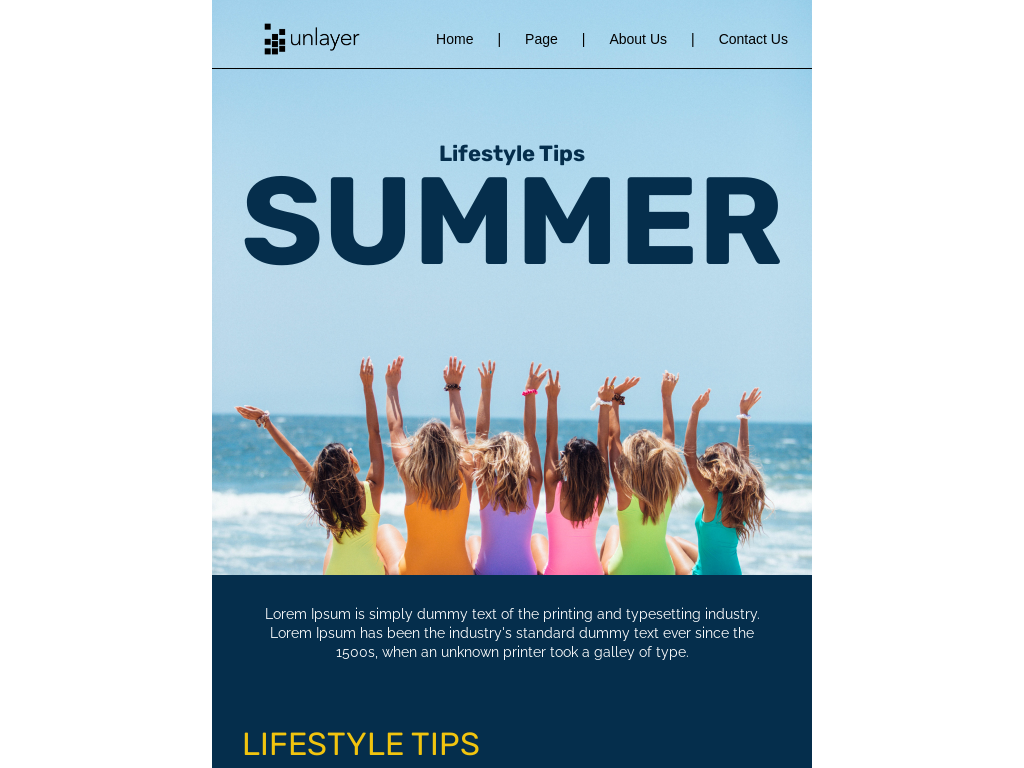 unlayer
Home | Page | About Us | Contact Us
Lifestyle Tips
SUMMER
Lorem Ipsum is simply dummy text of the printing and typesetting industry.
Lorem Ipsum has been the industry's standard dummy text ever since the
1500s, when an unknown printer took a galley of type.
LIFESTYLE TIPS